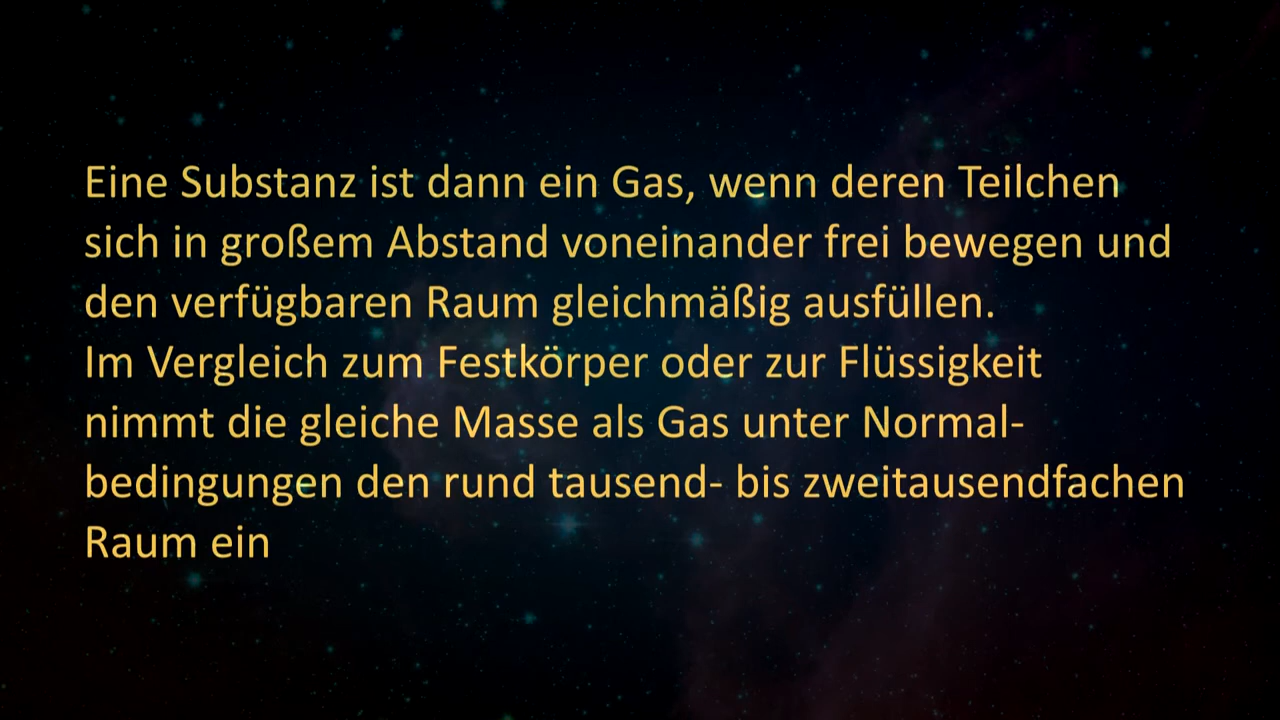 Eine Substanz ist dann ein Gas, wenn deren Teilchen
sich in großem Abstand voneinander frei bewegen und
den verfügbaren Raum gleichmäßig ausfüllen.
Im Vergleich zum Festkörper oder zur Flüssigkeit
nimmt die gleiche Masse als Gas unter Normal-
bedingungen den rund tausend- bis zweitausendfachen
Raum ein